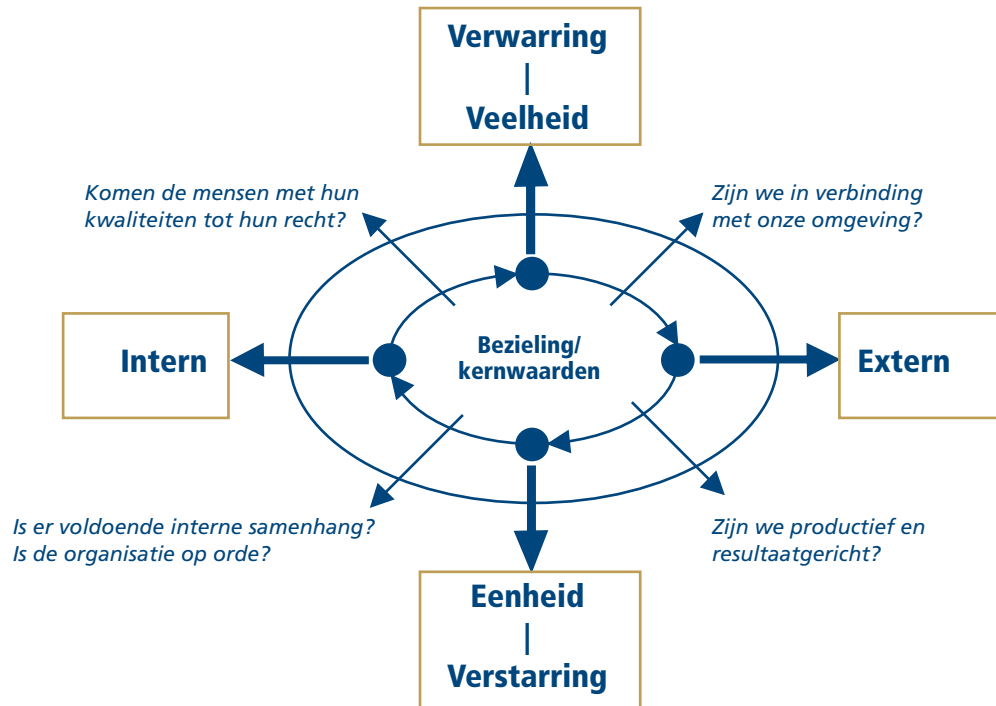 Verwarring
|
Veelheid
Komen de mensen met hun
kwaliteiten tot hun recht?
Zijn we in verbinding
met onze omgeving?
Intern
Bezieling/
kernwaarden
Extern
Is er voldoende interne samenhang?
Is de organisatie op orde?
Zijn we productief en
resultaatgericht?
Eenheid
|
Verstarring